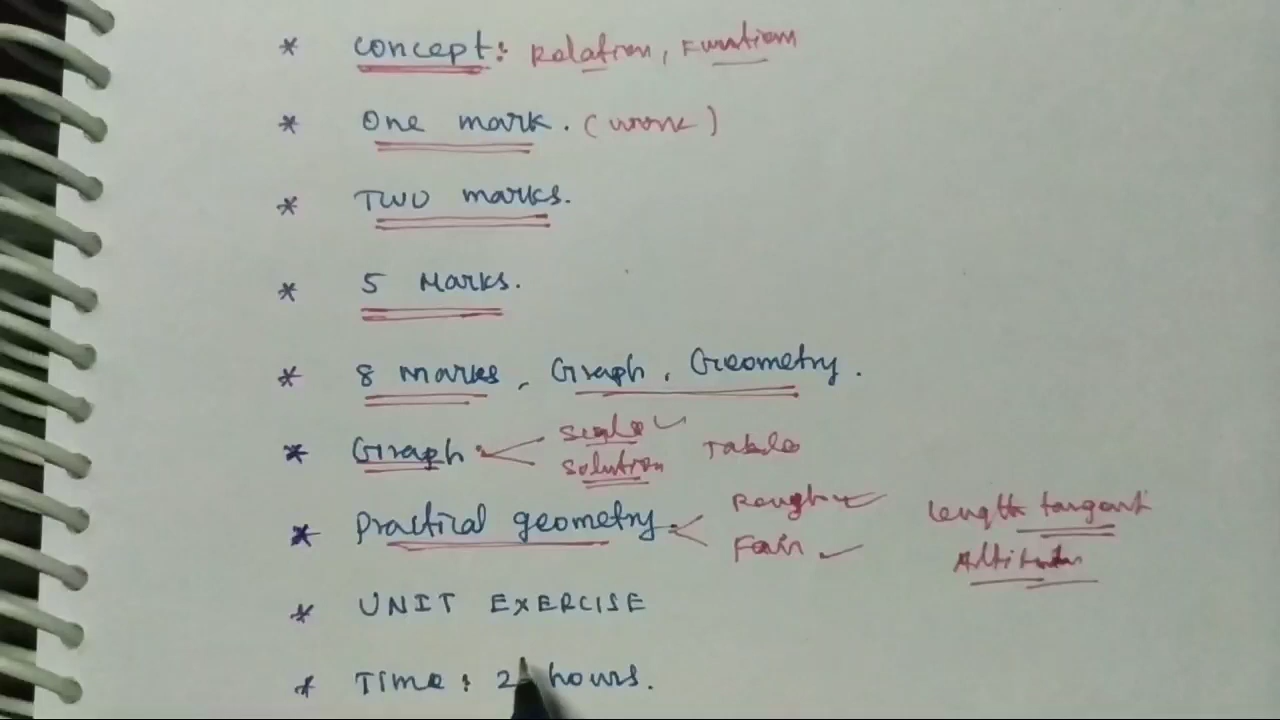 * Concept: Relation, Function
* One mark. (work)
* Two marks.
* 5 Marks.
* 8 marks, Graph, Geometry.
* Graph. Scale Table
solution
* Practical geometry. Rough length tangent
Fair Altitude
* UNIT EXERCISE
* Time: 2 hours.